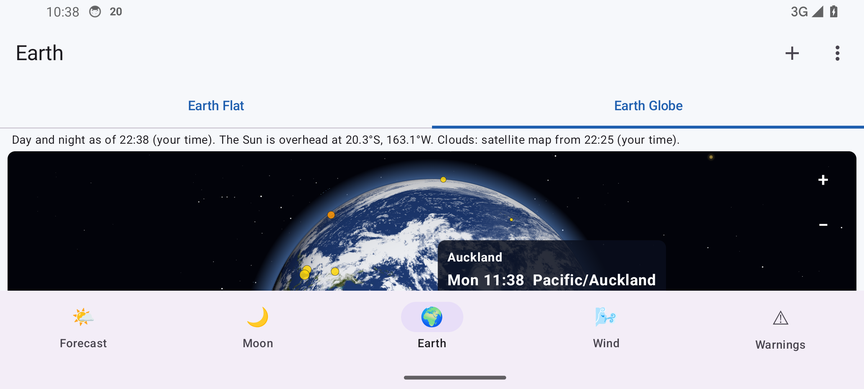 10:38 20 3G
Earth
Earth Flat Earth Globe
Day and night as of 22:38 (your time). The Sun is overhead at 20.3°S, 163.1°W. Clouds: satellite map from 22:25 (your time).
+
−
Auckland
Mon 11:38 Pacific/Auckland
Forecast Moon Earth Wind Warnings